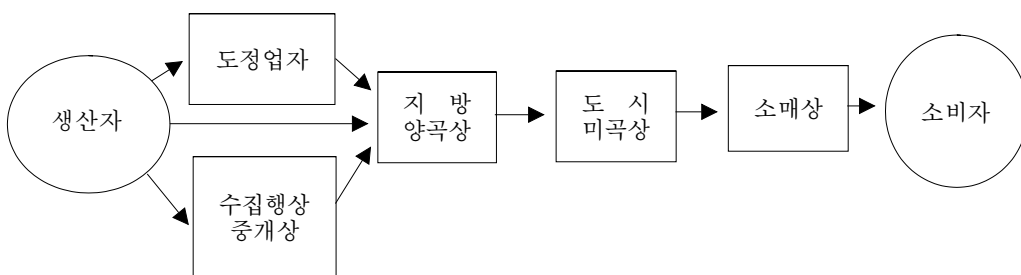 생산자
도정업자
수집행상
중개상
지 방
양곡상
도 시
미곡상
소매상
소비자